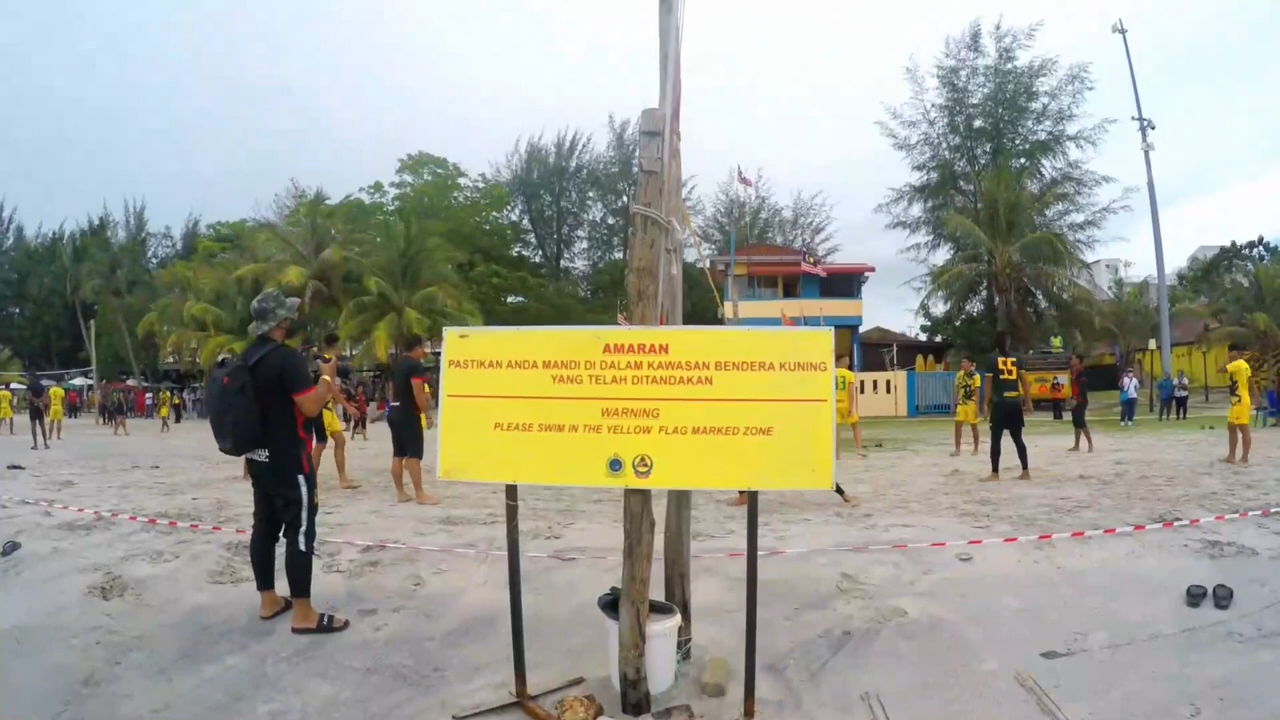 AMARAN
PASTIKAN ANDA MANDI DI DALAM KAWASAN BENDERA KUNING
YANG TELAH DITANDAKAN
WARNING
PLEASE SWIM IN THE YELLOW FLAG MARKED ZONE
55